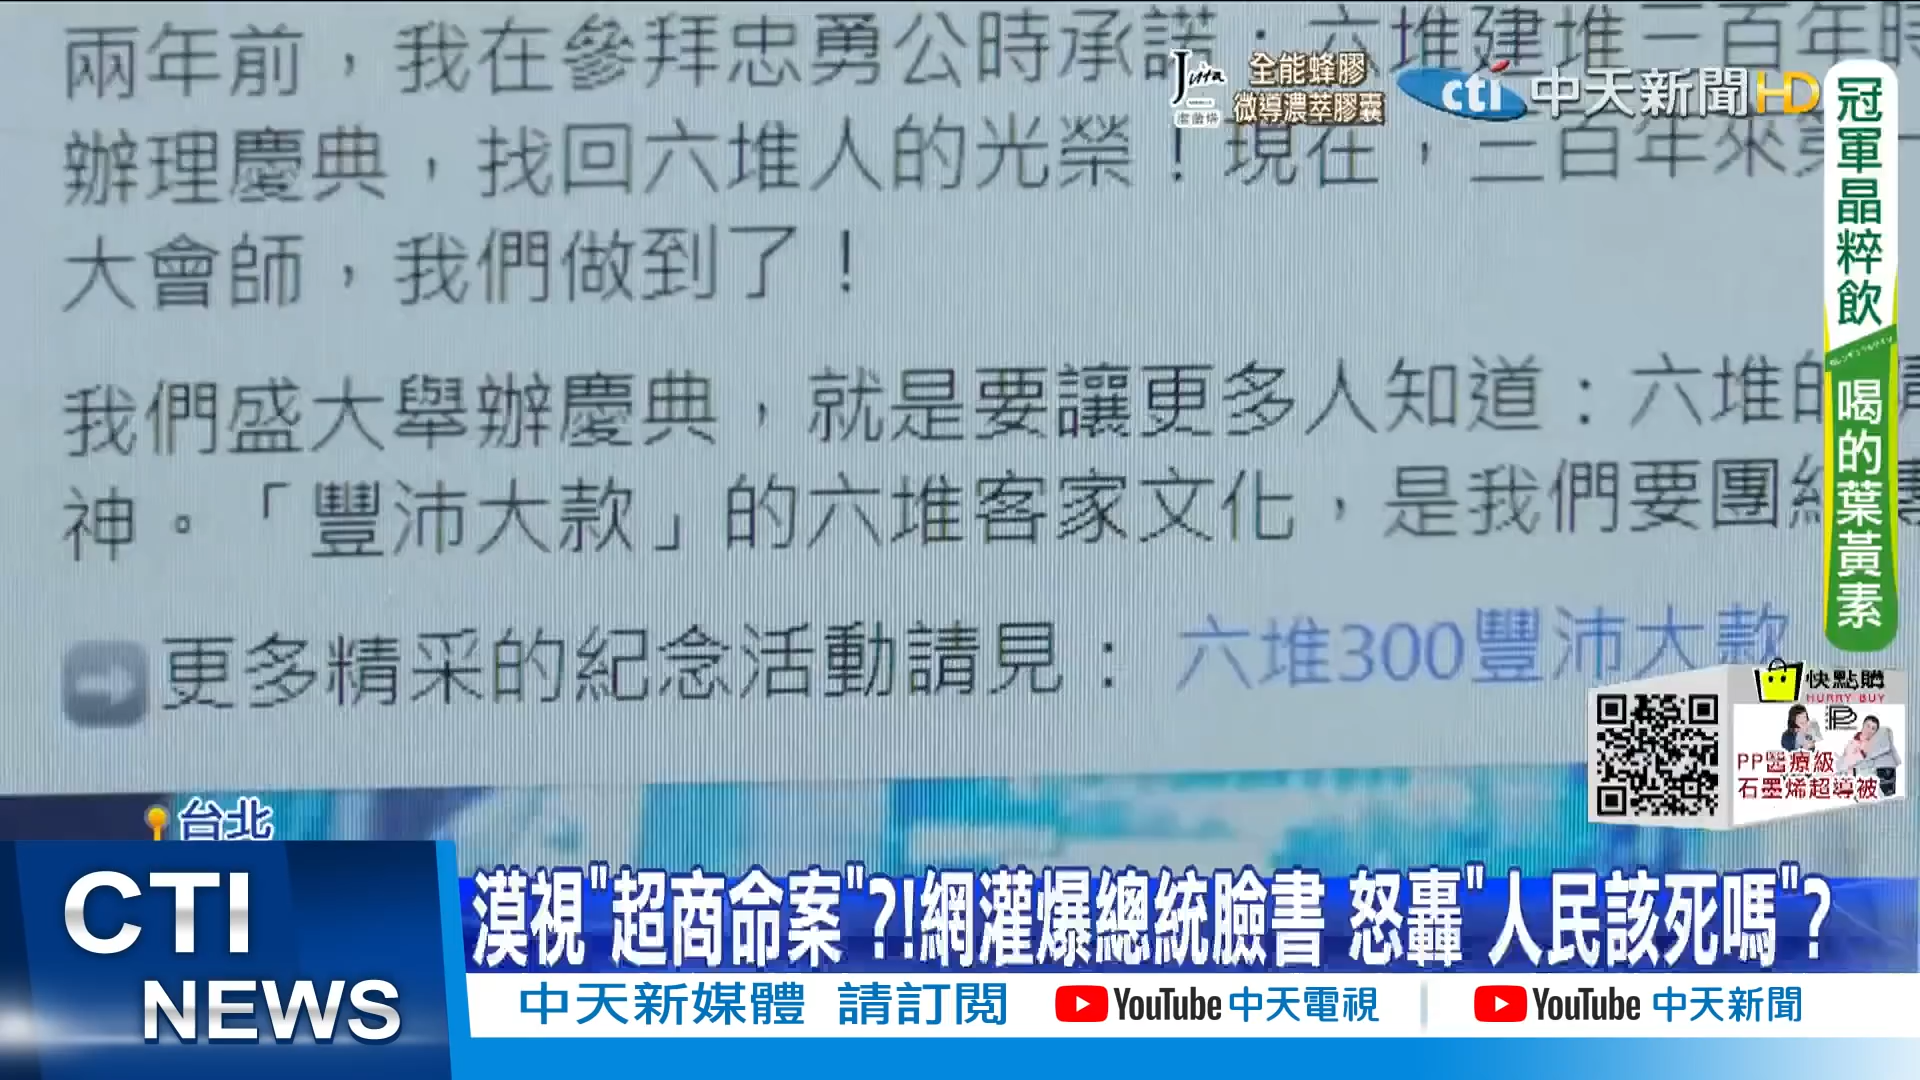 兩年前，我在參拜忠勇公時承諾：六堆建堆三百年時
辦理慶典，找回六堆人的光榮！現在，三百年來第一
大會師，我們做到了！
我們盛大舉辦慶典，就是要讓更多人知道：六堆的
神。「豐沛大款」的六堆客家文化，是我們要團結
更多精采的紀念活動請見：六堆300豐沛大款
Jvita
全能蜂膠
微導濃萃膠囊
cti 中天新聞HD
冠軍晶粹飲
喝的葉黃素
快點購
HURRY BUY
PP醫療級
石墨烯超導被
台北
漠視"超商命案"?!網灌爆總統臉書 怒轟"人民該死嗎"?
CTI
NEWS
中天新媒體 請訂閱 YouTube 中天電視 YouTube 中天新聞